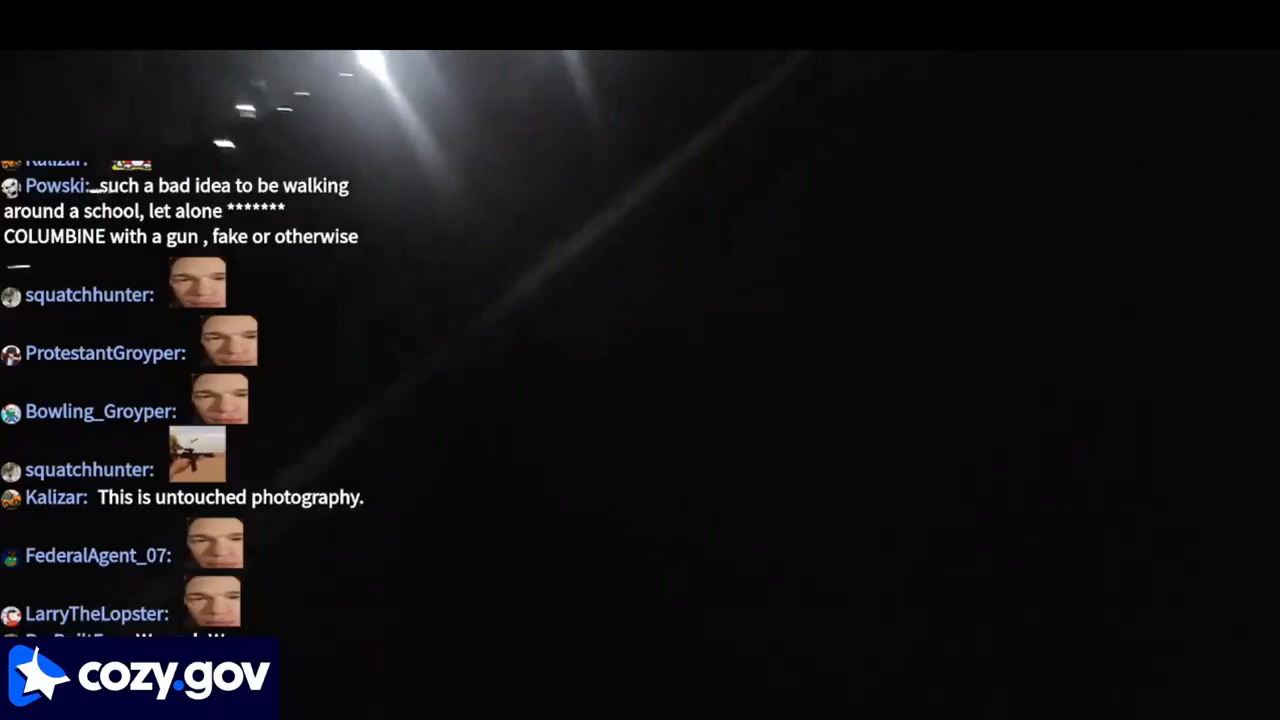 Kalizar:
Powski: such a bad idea to be walking
around a school, let alone *******
COLUMBINE with a gun , fake or otherwise
squatchhunter:
ProtestantGroyper:
Bowling_Groyper:
squatchhunter:
Kalizar: This is untouched photography.
FederalAgent_07:
LarryTheLopster:
cozy.gov